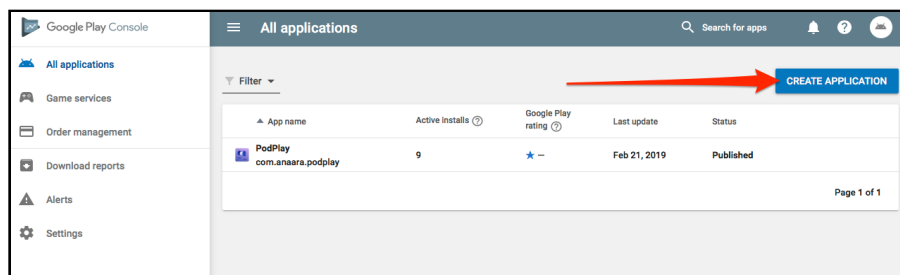 Google Play Console
All applications
Search for apps
All applications
Game services
Order management
Download reports
Alerts
Settings
Filter
CREATE APPLICATION
App name
Active installs
Google Play
rating
Last update
Status
PodPlay
com.anaara.podplay
9
–
Feb 21, 2019
Published
Page 1 of 1